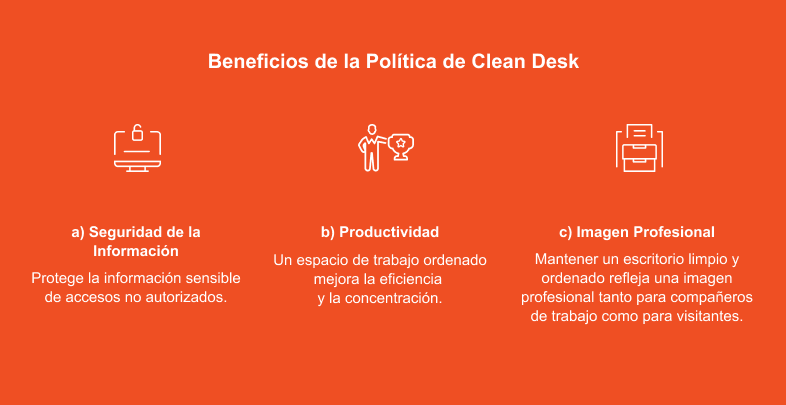 Beneficios de la Política de Clean Desk
a) Seguridad de la
Información
Protege la información sensible
de accesos no autorizados.
b) Productividad
Un espacio de trabajo ordenado
mejora la eficiencia
y la concentración.
c) Imagen Profesional
Mantener un escritorio limpio y
ordenado refleja una imagen
profesional tanto para compañeros
de trabajo como para visitantes.